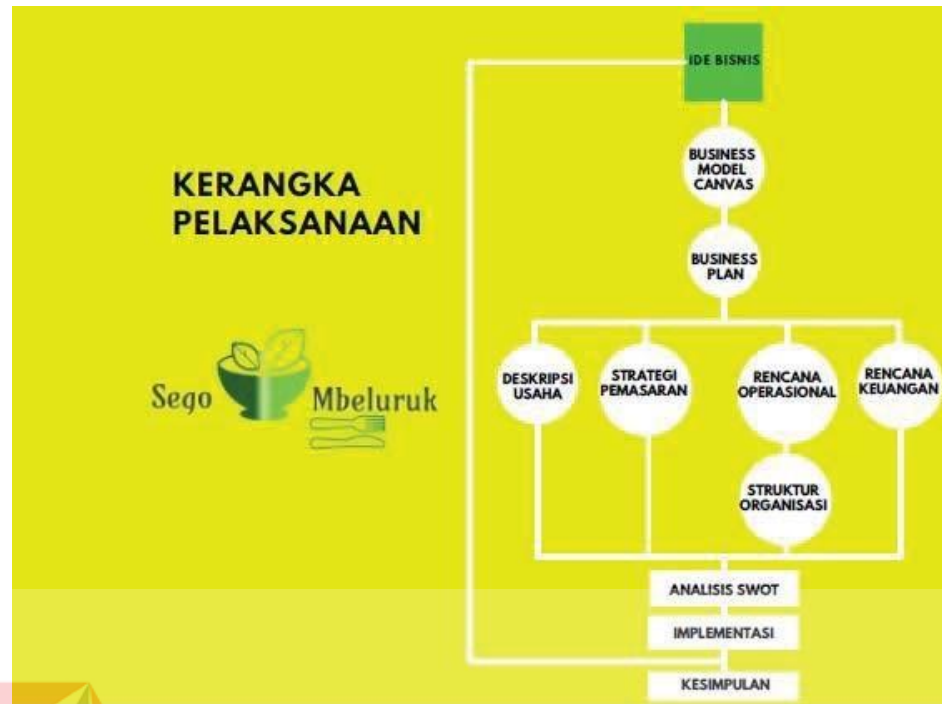 KERANGKA
PELAKSANAAN
Sego Mbeluruk
IDE BISNIS
BUSINESS
MODEL
CANVAS
BUSINESS
PLAN
DESKRIPSI
USAHA
STRATEGI
PEMASARAN
RENCANA
OPERASIONAL
RENCANA
KEUANGAN
STRUKTUR
ORGANISASI
ANALISIS SWOT
IMPLEMENTASI
KESIMPULAN